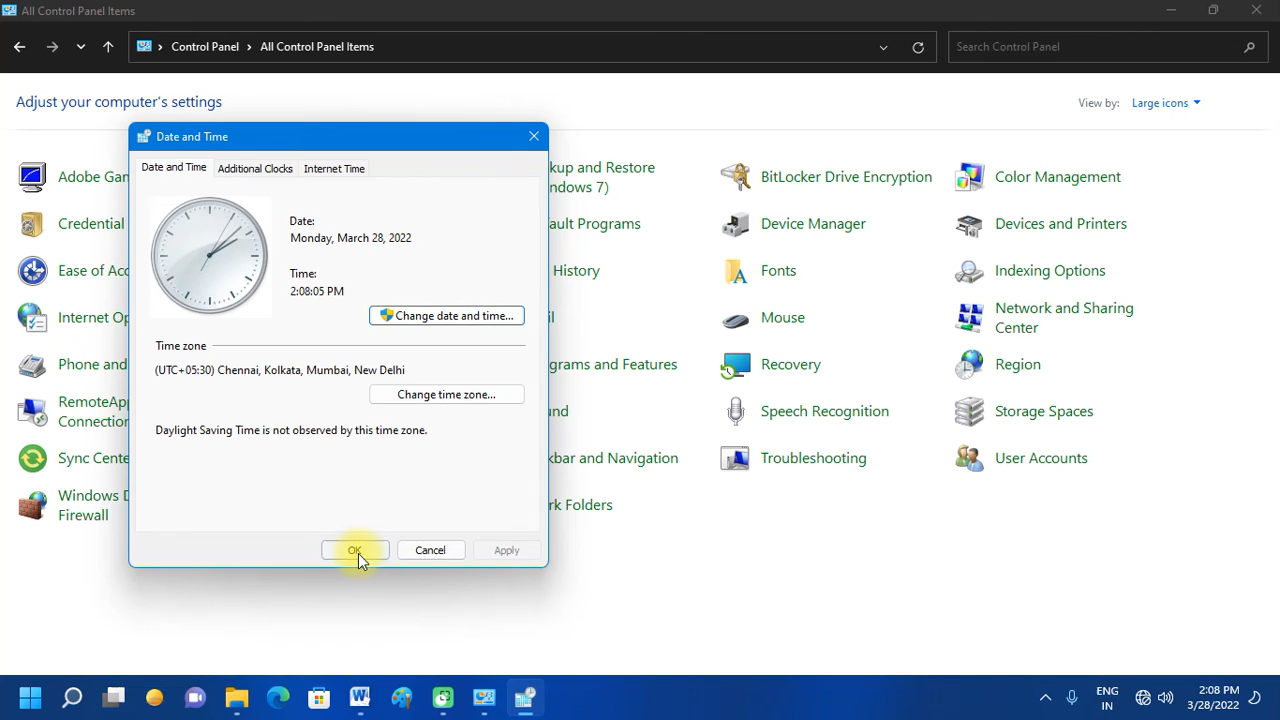 All Control Panel Items
Control Panel
All Control Panel Items
Search Control Panel
Adjust your computer's settings
View by:
Large icons
Date and Time
Date and Time
Additional Clocks
Internet Time
Date:
Monday, March 28, 2022
Time:
2:08:05 PM
Change date and time...
Time zone
(UTC+05:30) Chennai, Kolkata, Mumbai, New Delhi
Change time zone...
Daylight Saving Time is not observed by this time zone.
OK
Cancel
Apply
Adobe Gam
Credential
Ease of Acc
Internet Op
Phone and
RemoteApp
Connection
Sync Cente
Windows D
Firewall
kup and Restore
ndows 7)
ault Programs
History
il
grams and Features
und
kbar and Navigation
rk Folders
BitLocker Drive Encryption
Device Manager
Fonts
Mouse
Recovery
Speech Recognition
Troubleshooting
Color Management
Devices and Printers
Indexing Options
Network and Sharing
Center
Region
Storage Spaces
User Accounts
ENG
IN
2:08 PM
3/28/2022